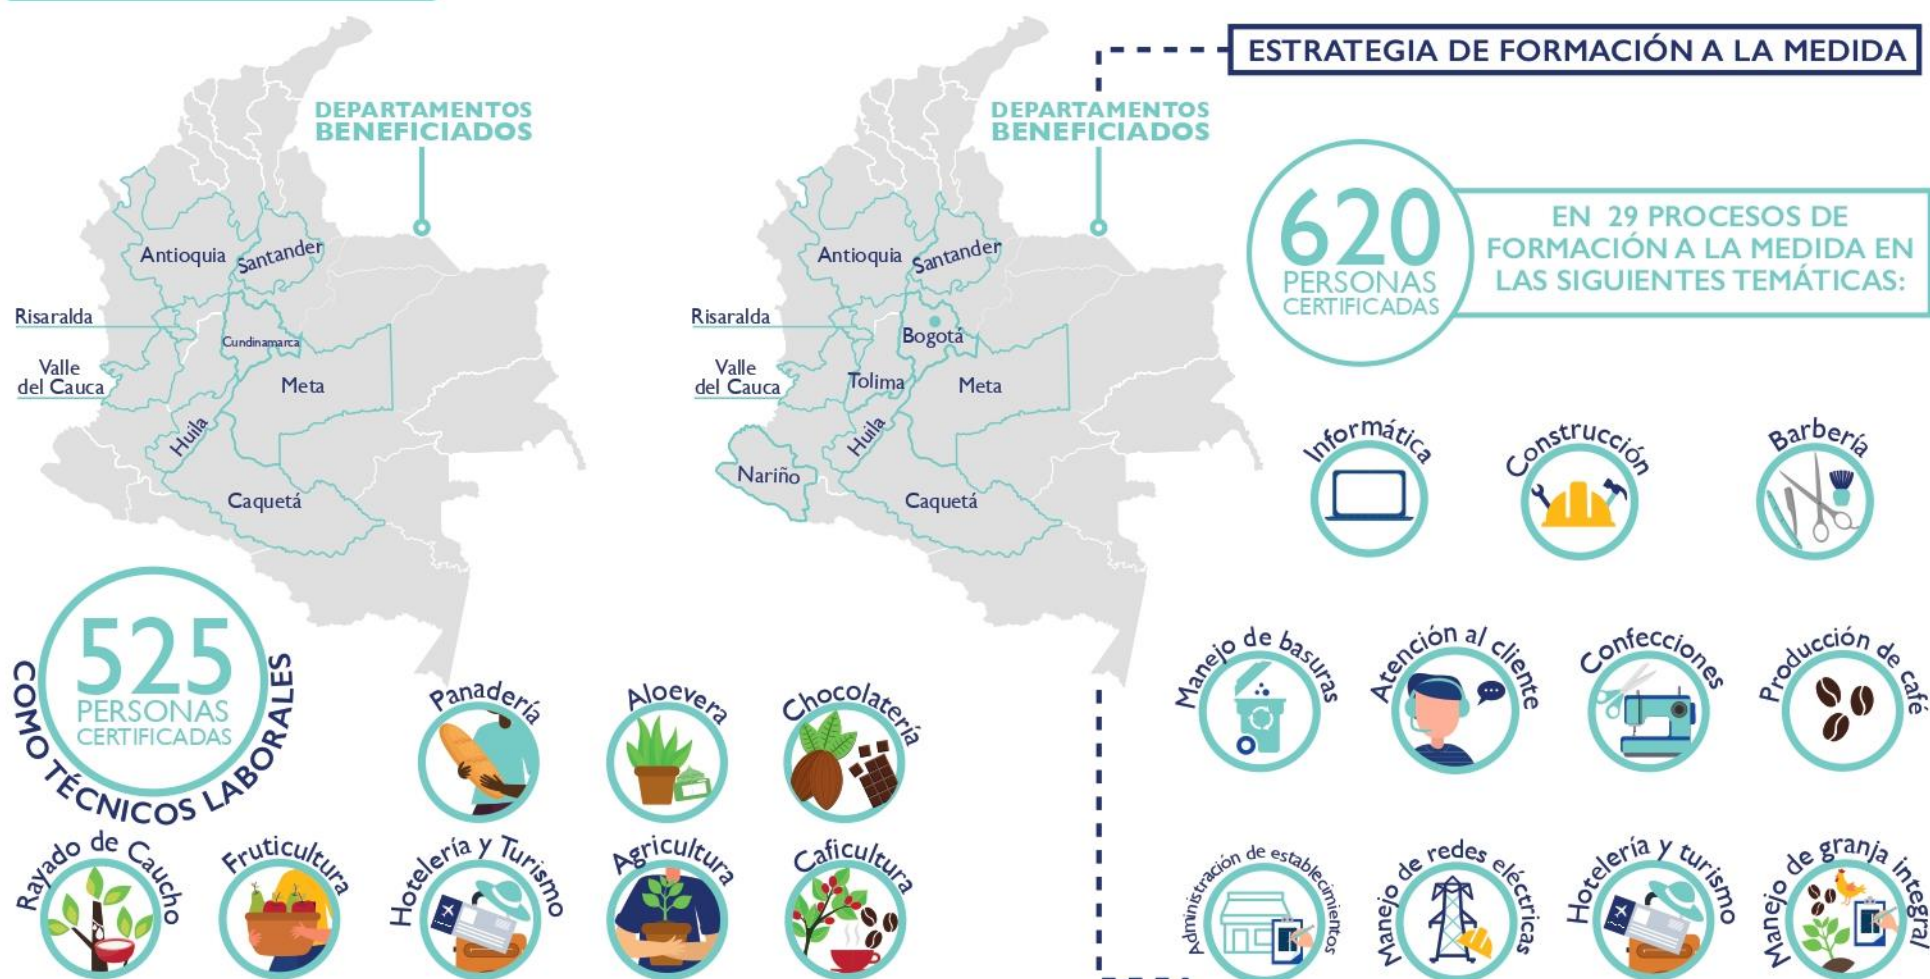 DEPARTAMENTOS
BENEFICIADOS
Antioquia
Santander
Risaralda
Cundinamarca
Valle
del Cauca
Meta
Huila
Caquetá
525
PERSONAS
CERTIFICADAS
COMO TÉCNICOS LABORALES
Panadería
Aloevera
Chocolatería
Rayado de Caucho
Fruticultura
Hotelería y Turismo
Agricultura
Caficultura
DEPARTAMENTOS
BENEFICIADOS
Antioquia
Santander
Risaralda
Bogotá
Valle
del Cauca
Tolima
Meta
Huila
Nariño
Caquetá
ESTRATEGIA DE FORMACIÓN A LA MEDIDA
620
PERSONAS
CERTIFICADAS
EN 29 PROCESOS DE
FORMACIÓN A LA MEDIDA EN
LAS SIGUIENTES TEMÁTICAS:
Informática
Construcción
Barbería
Manejo de basuras
Atención al cliente
Confecciones
Producción de café
Administración de establecimientos
Manejo de redes eléctricas
Hotelería y turismo
Manejo de granja integral